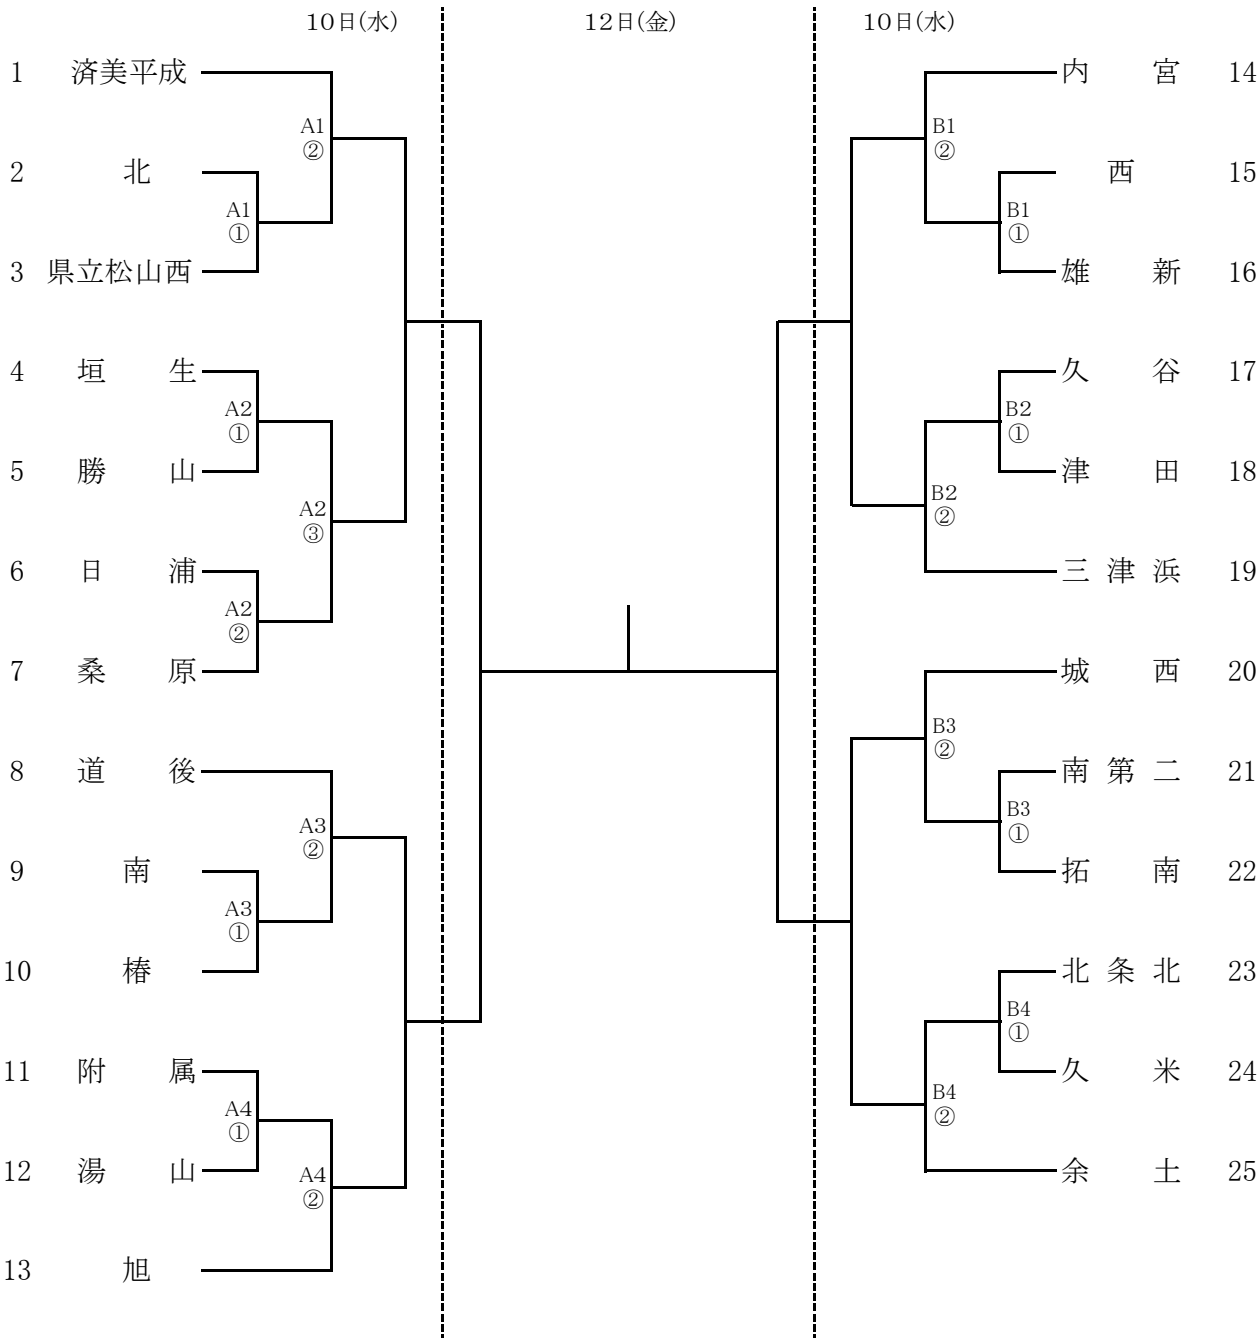 10日(水) 12日(金) 10日(水)
1 済美平成 内宮 14
A1 B1
② ②
2 北 西 15
A1 B1
① ①
3 県立松山西 雄新 16
4 垣生 久谷 17
A2 B2
① ①
5 勝山 津田 18
A2 B2
③ ②
6 日浦 三津浜 19
A2
②
7 桑原 城西 20
B3
②
8 道後 南第二 21
A3 B3
② ①
9 南 拓南 22
A3
①
10 椿 北条北 23
B4
①
11 附属 久米 24
A4 B4
① ②
12 湯山 余土 25
A4
②
13 旭